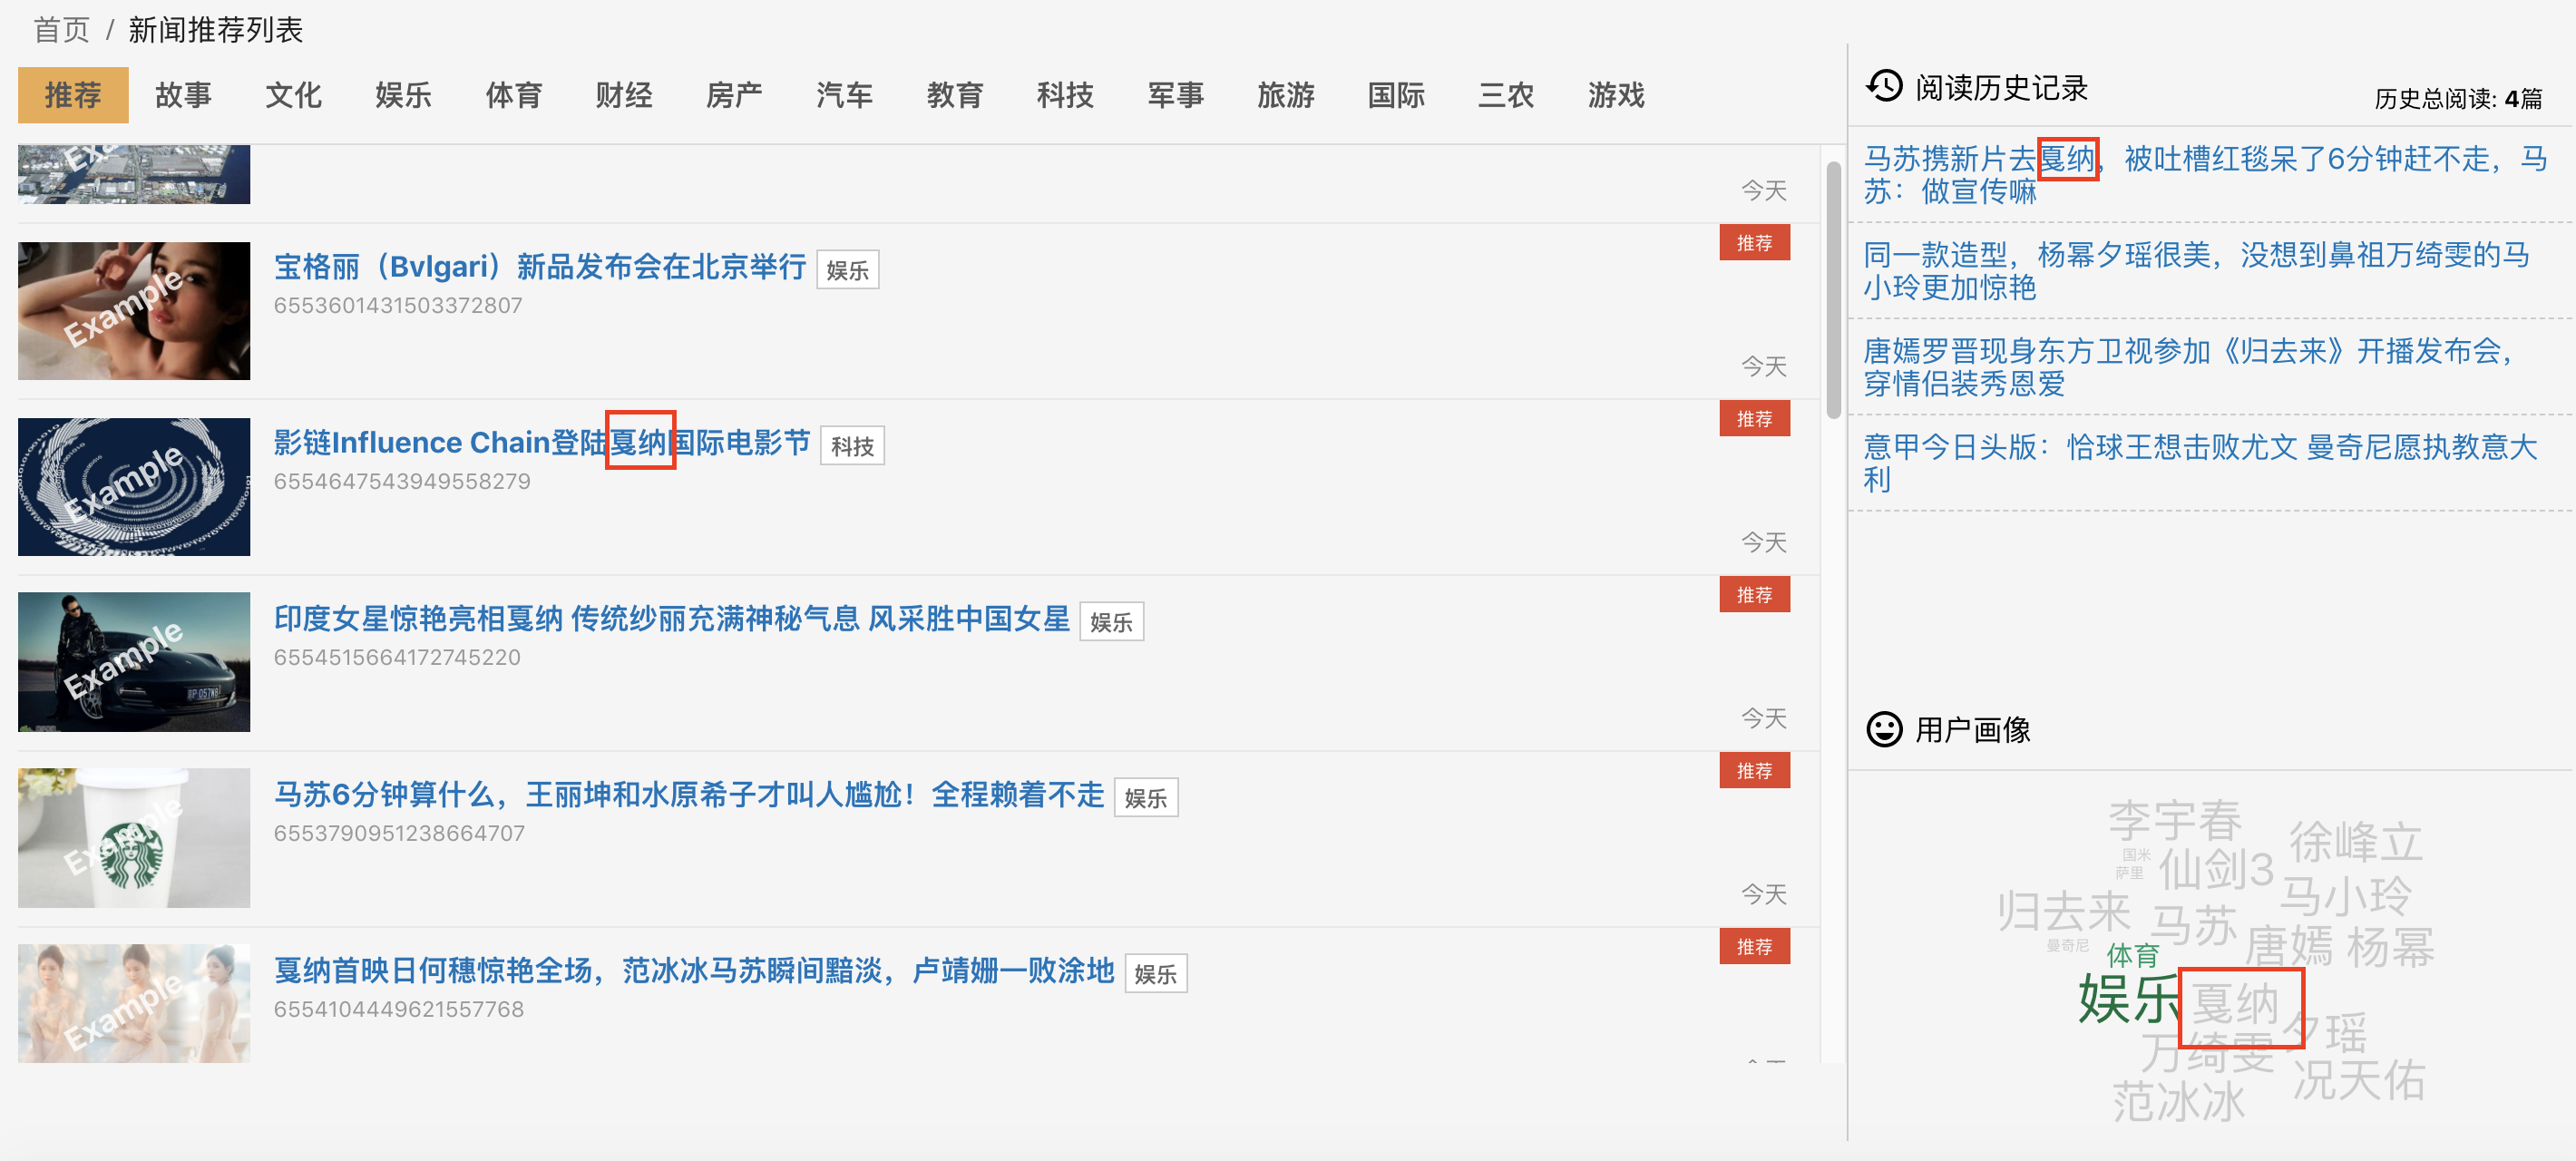 首页 / 新闻推荐列表
推荐 故事 文化 娱乐 体育 财经 房产 汽车 教育 科技 军事 旅游 国际 三农 游戏
今天
推荐
宝格丽（Bvlgari）新品发布会在北京举行 娱乐
6553601431503372807
Example
今天
推荐
影链Influence Chain登陆戛纳国际电影节 科技
6554647543949558279
Example
今天
推荐
印度女星惊艳亮相戛纳 传统纱丽充满神秘气息 风采胜中国女星 娱乐
6554515664172745220
Example
今天
推荐
马苏6分钟算什么，王丽坤和水原希子才叫人尴尬！全程赖着不走 娱乐
6553790951238664707
Example
今天
推荐
戛纳首映日何穗惊艳全场，范冰冰马苏瞬间黯淡，卢靖姗一败涂地 娱乐
6554104449621557768
Example
阅读历史记录
历史总阅读: 4篇
马苏携新片去戛纳，被吐槽红毯呆了6分钟赶不走，马
苏：做宣传嘛
同一款造型，杨幂夕瑶很美，没想到鼻祖万绮雯的马
小玲更加惊艳
唐嫣罗晋现身东方卫视参加《归去来》开播发布会，
穿情侣装秀恩爱
意甲今日头版：恰球王想击败尤文 曼奇尼愿执教意大
利
用户画像
李宇春
徐峰立
国米
仙剑3
萨里
马小玲
归去来
马苏
唐嫣
杨幂
曼奇尼
体育
娱乐
戛纳
夕瑶
万绮雯
况天佑
范冰冰